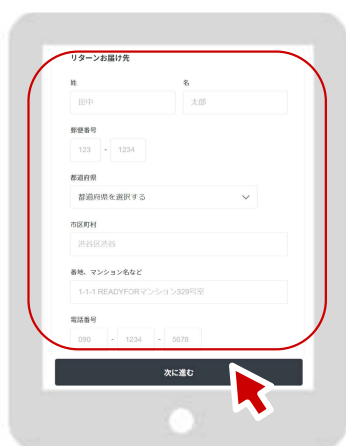 リターンお届け先
姓 名
田中 太郎
郵便番号
123 - 1234
都道府県
都道府県を選択する
市区町村
渋谷区渋谷
番地、マンション名など
1-1-1 READYFORマンション329号室
電話番号
090 - 1234 - 5678
次に進む